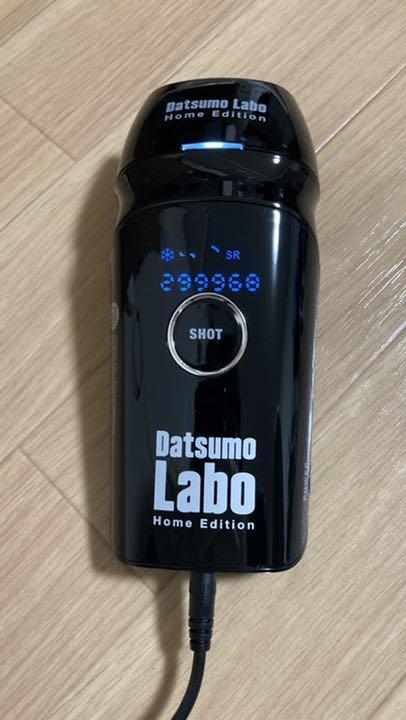 Datsumo Labo
Home Edition
SR
299960
SHOT
Datsumo
Labo
Home Edition